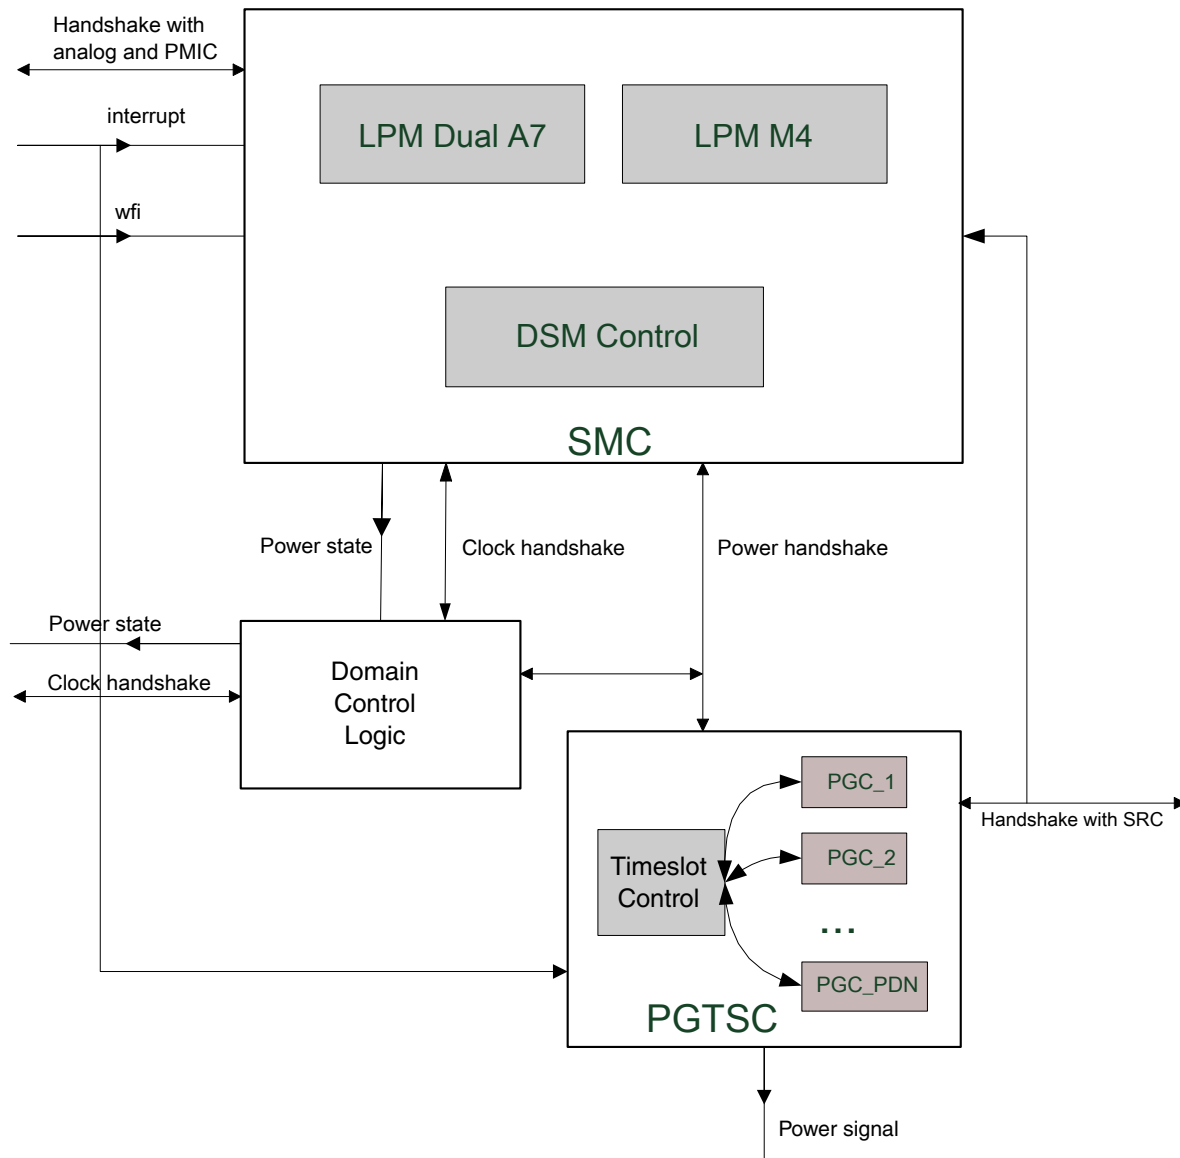 Handshake with
analog and PMIC
interrupt
wfi
LPM Dual A7
LPM M4
DSM Control
SMC
Power state
Clock handshake
Power handshake
Power state
Clock handshake
Domain
Control
Logic
PGC_1
Handshake with SRC
Timeslot
Control
PGC_2
...
PGC_PDN
PGTSC
Power signal